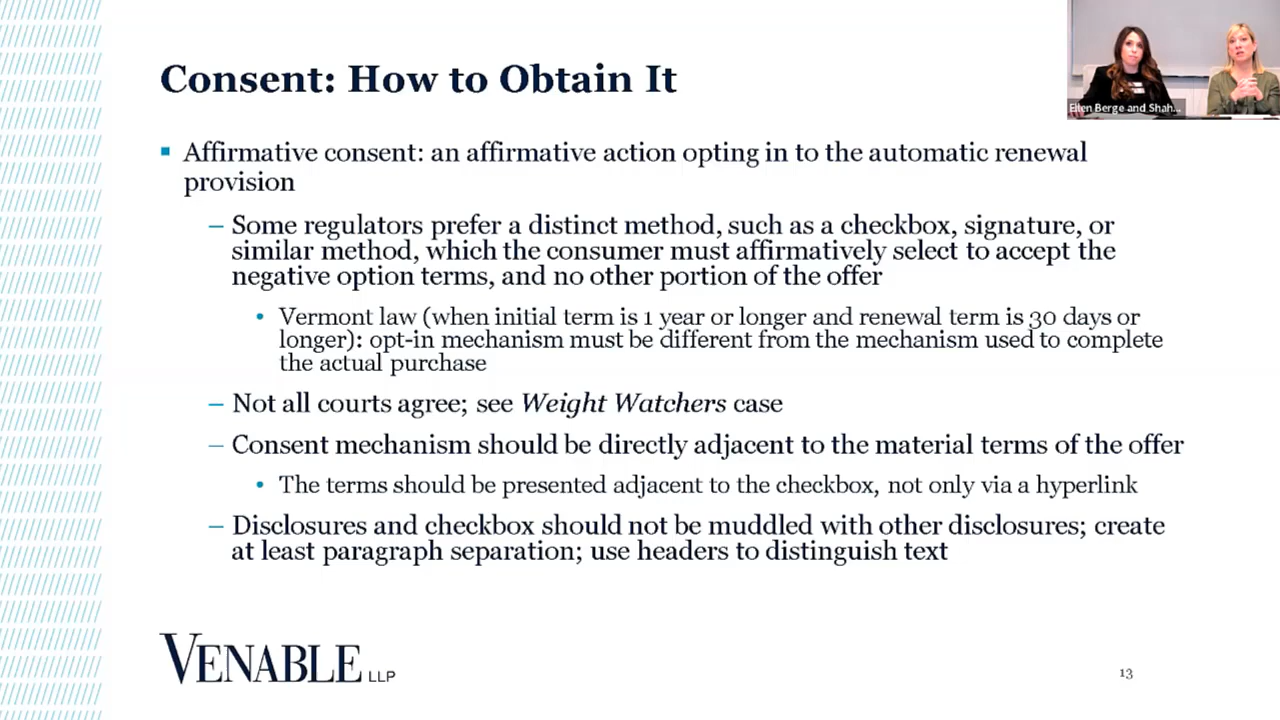 Consent: How to Obtain It
Ellen Berge and Shah...
▪ Affirmative consent: an affirmative action opting in to the automatic renewal
provision
– Some regulators prefer a distinct method, such as a checkbox, signature, or
similar method, which the consumer must affirmatively select to accept the
negative option terms, and no other portion of the offer
• Vermont law (when initial term is 1 year or longer and renewal term is 30 days or
longer): opt-in mechanism must be different from the mechanism used to complete
the actual purchase
– Not all courts agree; see Weight Watchers case
– Consent mechanism should be directly adjacent to the material terms of the offer
• The terms should be presented adjacent to the checkbox, not only via a hyperlink
– Disclosures and checkbox should not be muddled with other disclosures; create
at least paragraph separation; use headers to distinguish text
VENABLE LLP
13